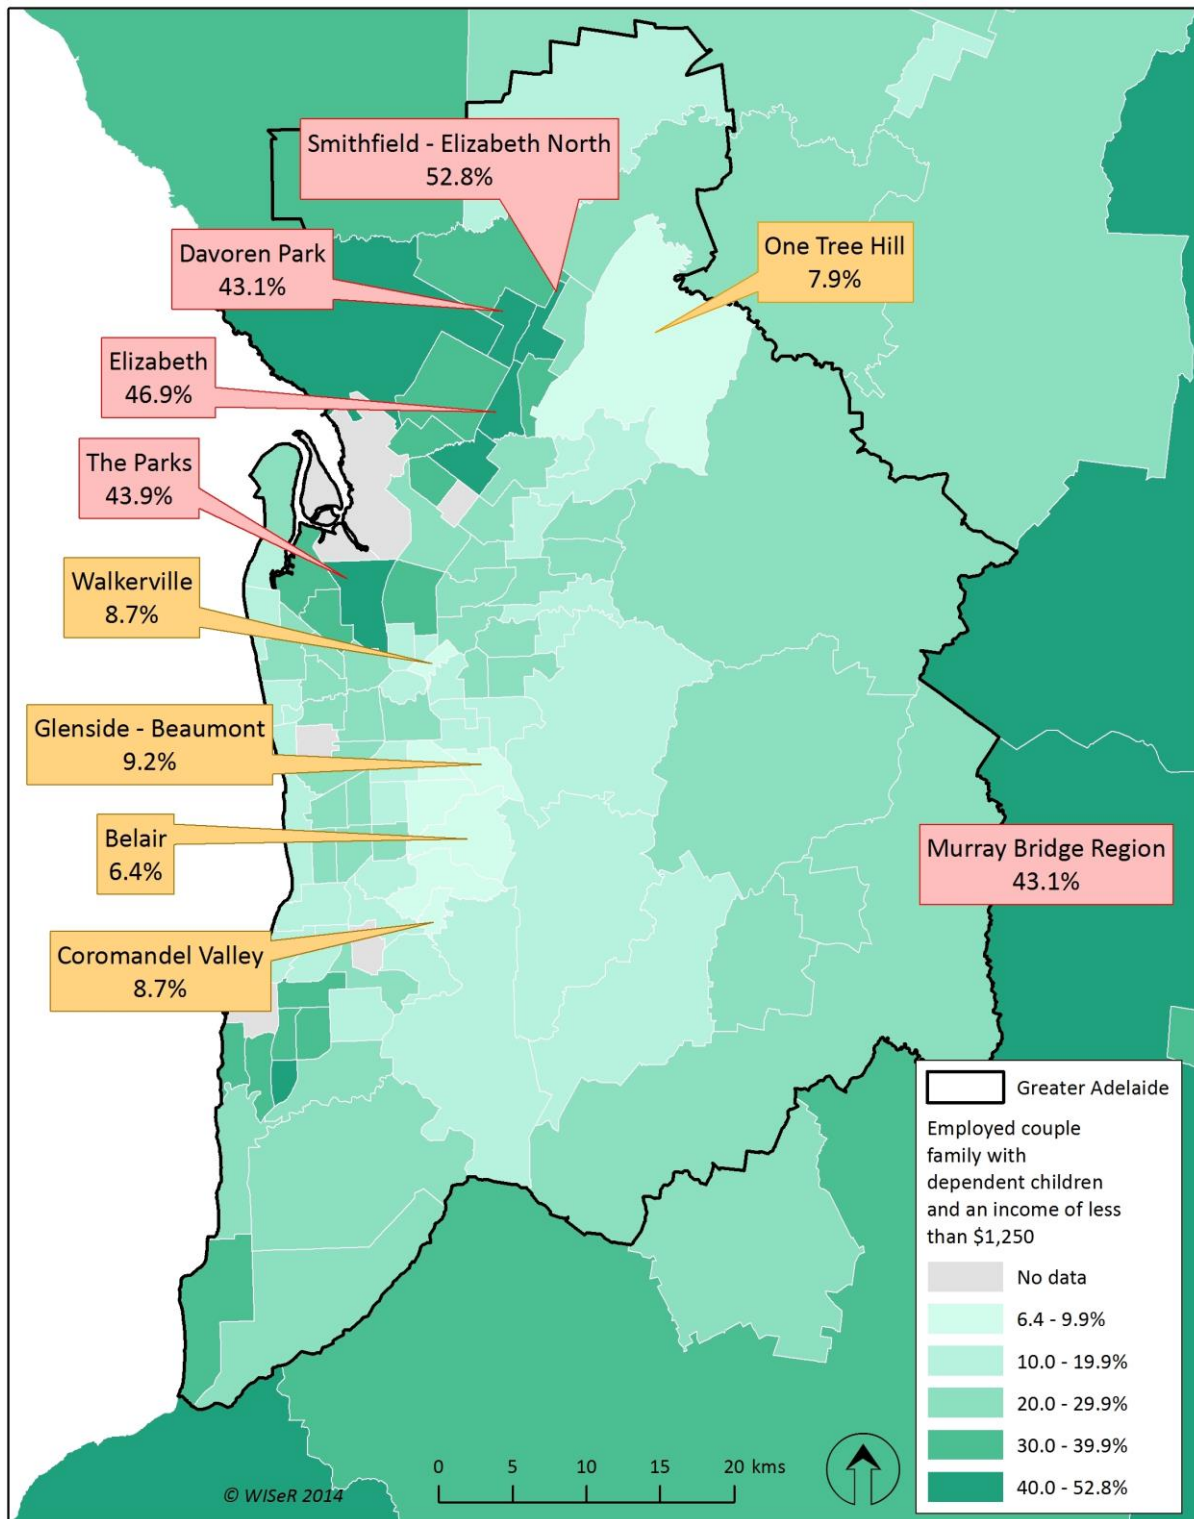 Smithfield - Elizabeth North
52.8%
Davoren Park
43.1%
One Tree Hill
7.9%
Elizabeth
46.9%
The Parks
43.9%
Walkerville
8.7%
Glenside - Beaumont
9.2%
Belair
6.4%
Murray Bridge Region
43.1%
Coromandel Valley
8.7%
Greater Adelaide
Employed couple
family with
dependent children
and an income of less
than $1,250
No data
6.4 - 9.9%
10.0 - 19.9%
20.0 - 29.9%
30.0 - 39.9%
40.0 - 52.8%
0 5 10 15 20 kms
© WISeR 2014